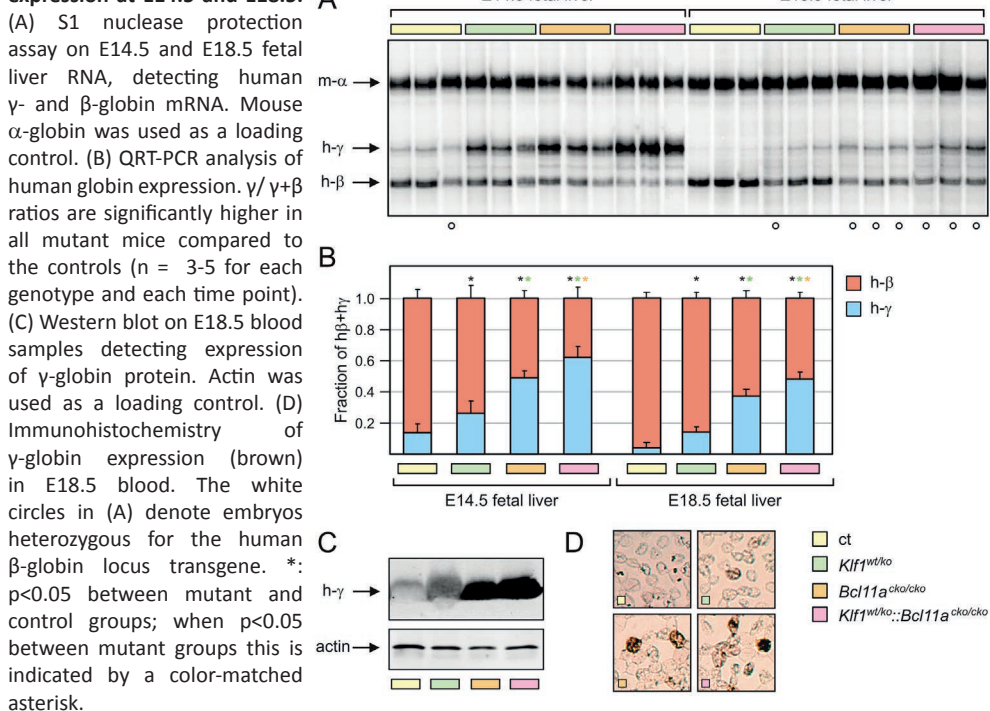 expression at E14.5 and E18.5.
(A) S1 nuclease protection
assay on E14.5 and E18.5 fetal
liver RNA, detecting human
γ- and β-globin mRNA. Mouse
α-globin was used as a loading
control. (B) QRT-PCR analysis of
human globin expression. γ/ γ+β
ratios are significantly higher in
all mutant mice compared to
the controls (n = 3-5 for each
genotype and each time point).
(C) Western blot on E18.5 blood
samples detecting expression
of γ-globin protein. Actin was
used as a loading control. (D)
Immunohistochemistry of
γ-globin expression (brown)
in E18.5 blood. The white
circles in (A) denote embryos
heterozygous for the human
β-globin locus transgene. *:
p<0.05 between mutant and
control groups; when p<0.05
between mutant groups this is
indicated by a color-matched
asterisk.
A
E14.5 fetal liver
E18.5 fetal liver
m-α
h-γ
h-β
B
* ** *** * ** ***
h-β
h-γ
Fraction of hβ+hγ
1.0
0.8
0.6
0.4
0.2
E14.5 fetal liver
E18.5 fetal liver
C
h-γ
actin
D
ct
Klf1wt/ko
Bcl11a cko/cko
Klf1wt/ko::Bcl11a cko/cko